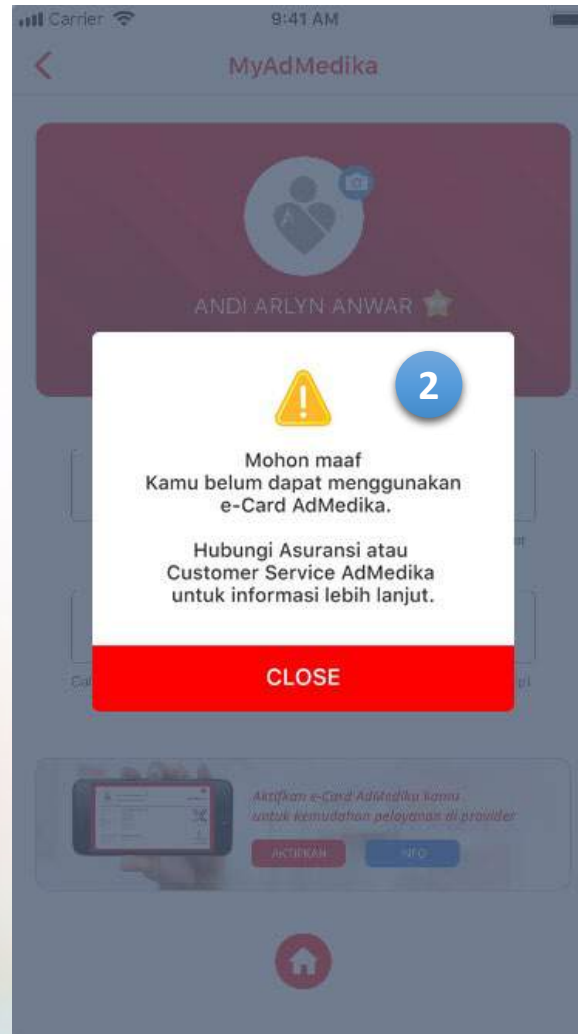 Carrier
9:41 AM
MyAdMedika
ANDI ARLYN ANWAR
2
Mohon maaf
Kamu belum dapat menggunakan
e-Card AdMedika.
Hubungi Asuransi atau
Customer Service AdMedika
untuk informasi lebih lanjut.
CLOSE
Aktifkan e-Card AdMedika kamu
untuk kemudahan pelayanan di provider
AKTIFKAN
INFO